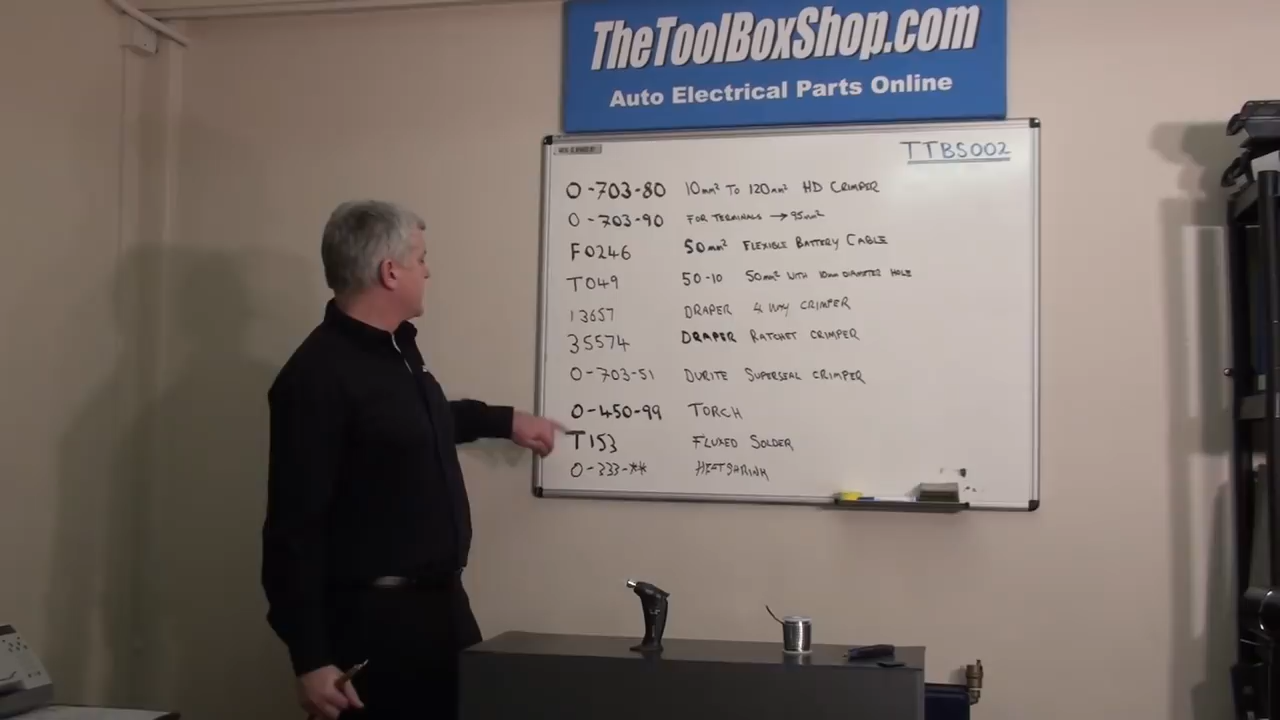 TheToolBoxShop.com
Auto Electrical Parts Online
TTBS002
0-703-80 10mm² TO 120mm² HD CRIMPER
0-703-90 FOR TERMINALS → 95mm²
F0246 50mm² FLEXIBLE BATTERY CABLE
T049 50-10 50mm² WITH 10mm DIAMETER HOLE
13657 DRAPER 4 WAY CRIMPER
35574 DRAPER RATCHET CRIMPER
0-703-51 DURITE SUPERSEAL CRIMPER
0-450-99 TORCH
T153 FLUXED SOLDER
0-333-** HEATSHRINK